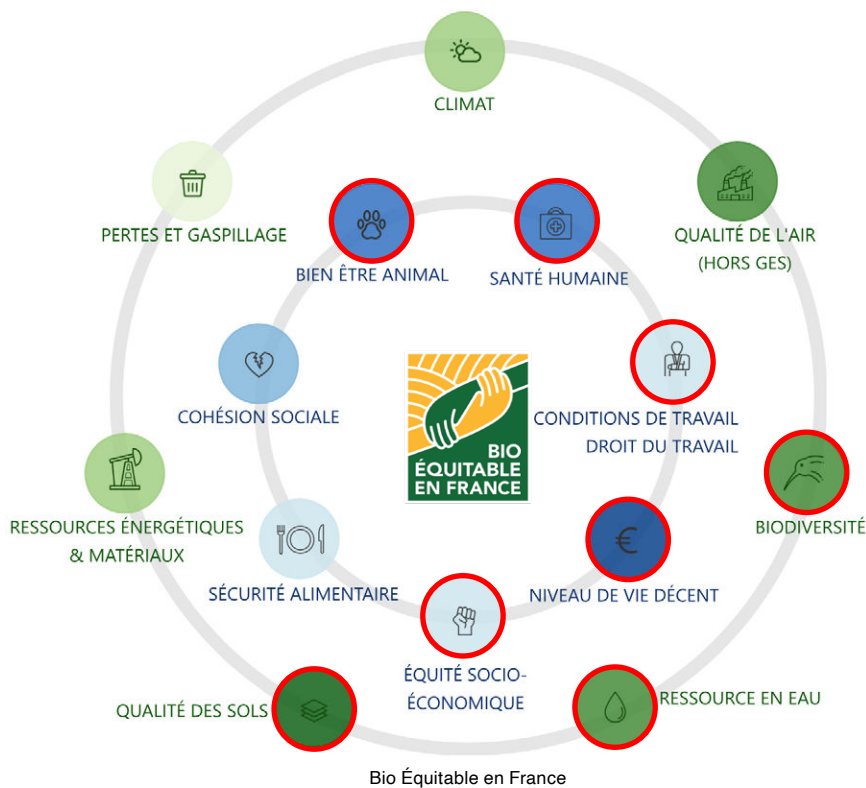 CLIMAT
PERTES ET GASPILLAGE
QUALITÉ DE L'AIR
(HORS GES)
BIEN ÊTRE ANIMAL
SANTÉ HUMAINE
COHÉSION SOCIALE
CONDITIONS DE TRAVAIL
DROIT DU TRAVAIL
BIO
ÉQUITABLE
EN FRANCE
RESSOURCES ÉNERGÉTIQUES
& MATÉRIAUX
BIODIVERSITÉ
SÉCURITÉ ALIMENTAIRE
€
NIVEAU DE VIE DÉCENT
ÉQUITÉ SOCIO-
ÉCONOMIQUE
QUALITÉ DES SOLS
RESSOURCE EN EAU
Bio Équitable en France